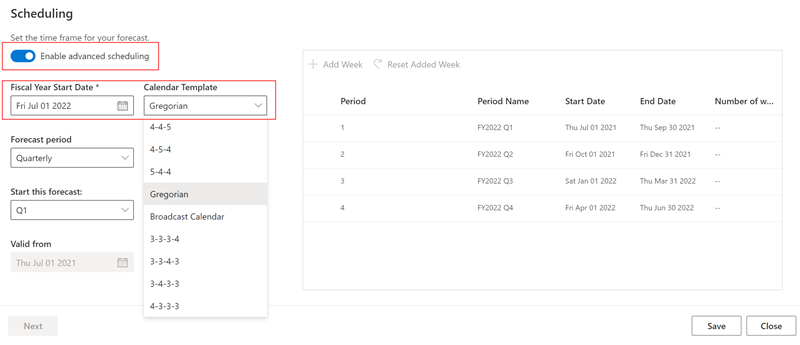 Scheduling
Set the time frame for your forecast.
Enable advanced scheduling
Fiscal Year Start Date *
Fri Jul 01 2022
Calendar Template
Gregorian
4-4-5
4-5-4
5-4-4
Gregorian
Broadcast Calendar
3-3-3-4
3-3-4-3
3-4-3-3
4-3-3-3
Forecast period
Quarterly
Start this forecast:
Q1
Valid from
Thu Jul 01 2021
Add Week Reset Added Week
Period Period Name Start Date End Date Number of w...
1 FY2022 Q1 Thu Jul 01 2021 Thu Sep 30 2021 --
2 FY2022 Q2 Fri Oct 01 2021 Fri Dec 31 2021 --
3 FY2022 Q3 Sat Jan 01 2022 Thu Mar 31 2022 --
4 FY2022 Q4 Fri Apr 01 2022 Thu Jun 30 2022 --
Next
Save
Close